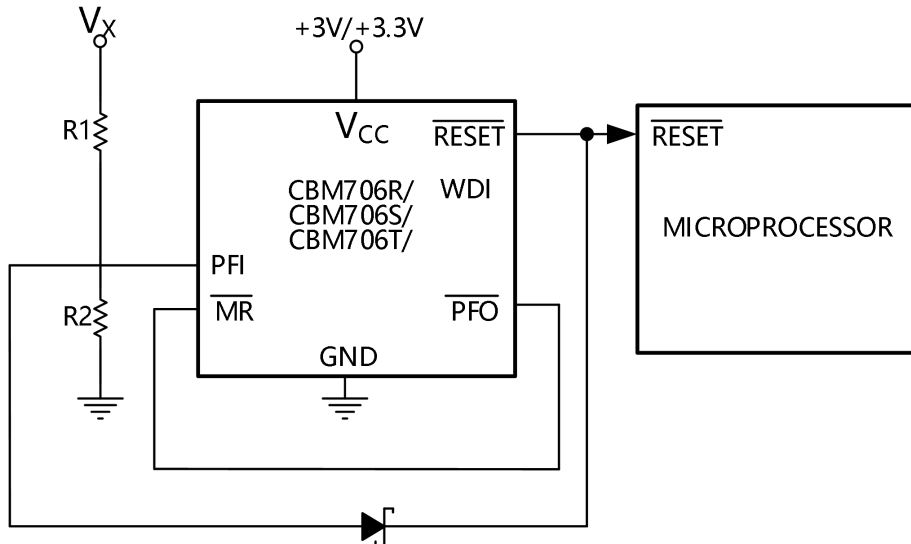 VX
+3V/+3.3V
R1
VCC
RESET
RESET
CBM706R/
CBM706S/
CBM706T/
WDI
MICROPROCESSOR
PFI
MR
PFO
R2
GND